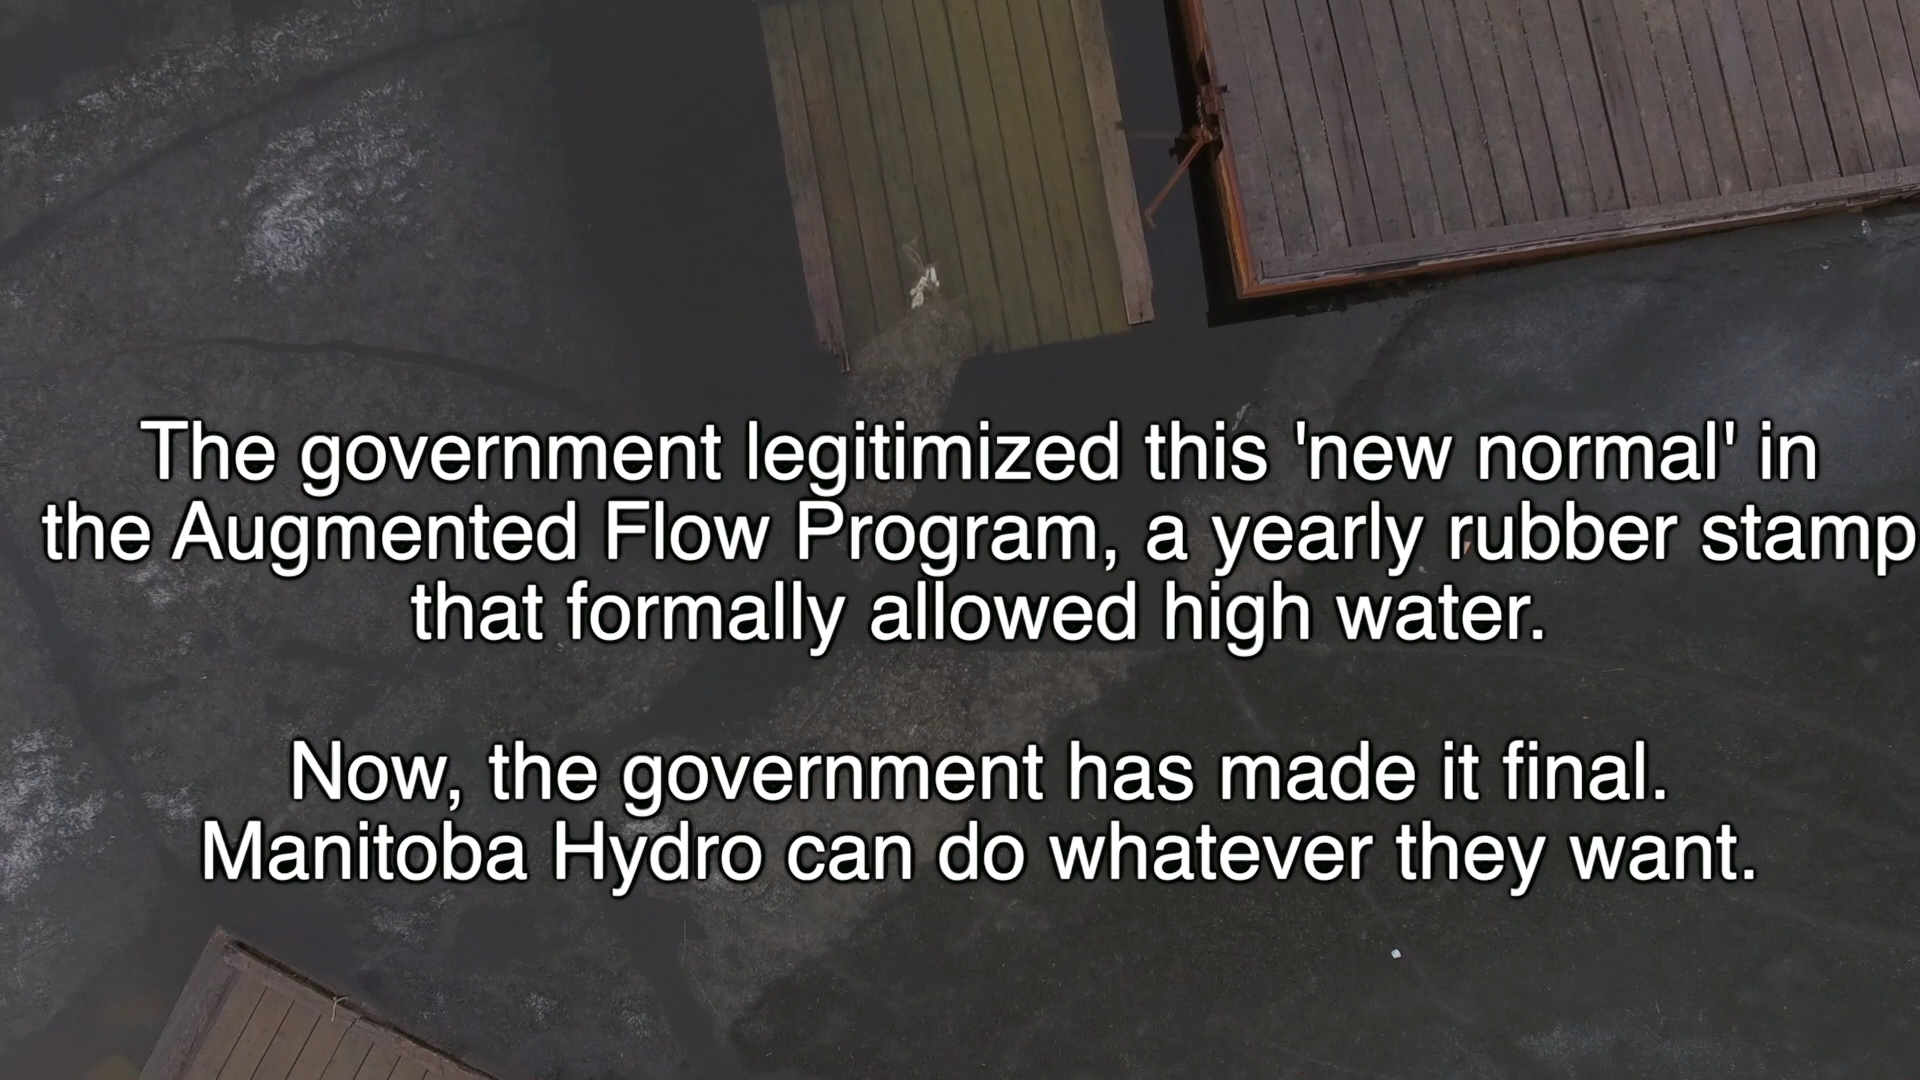 The government legitimized this 'new normal' in
the Augmented Flow Program, a yearly rubber stamp
that formally allowed high water.
Now, the government has made it final.
Manitoba Hydro can do whatever they want.